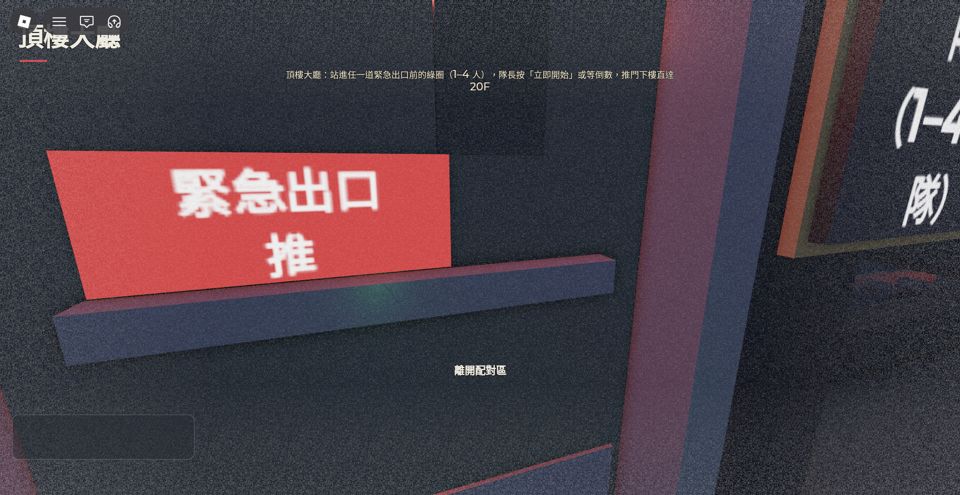 頂樓大廳
頂樓大廳：站進任一道緊急出口前的綠圈（1–4 人），隊長按「立即開始」或等倒數，推門下樓直達
20F
緊急出口
推
(1–4
隊)
離開配對區